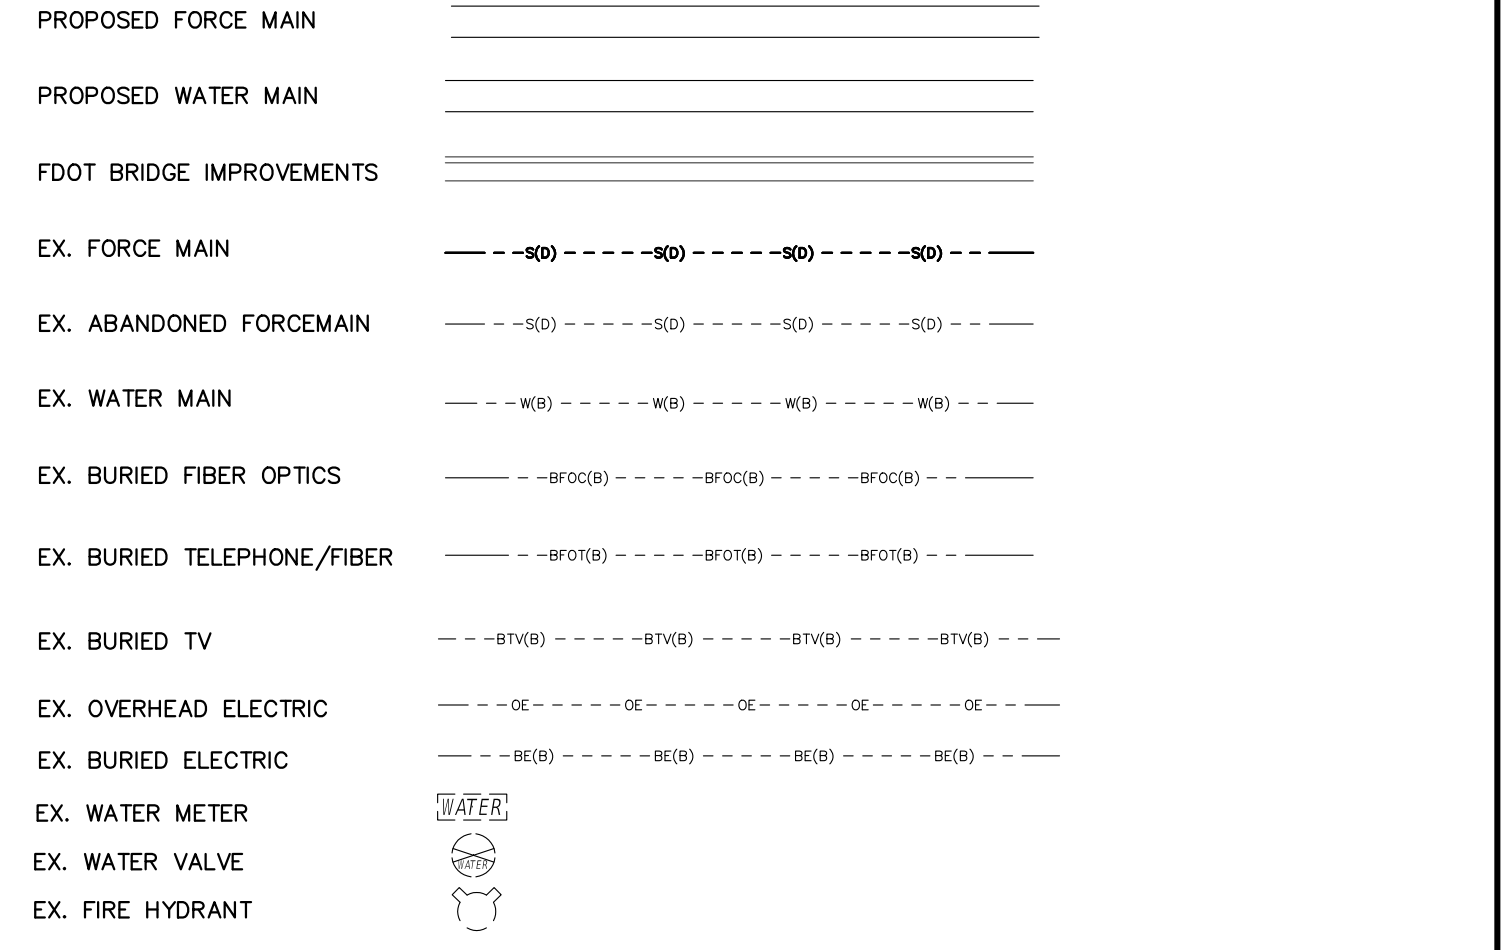 PROPOSED FORCE MAIN
PROPOSED WATER MAIN
FDOT BRIDGE IMPROVEMENTS
EX. FORCE MAIN S(D) S(D) S(D) S(D)
EX. ABANDONED FORCEMAIN S(D) S(D) S(D) S(D)
EX. WATER MAIN W(B) W(B) W(B) W(B)
EX. BURIED FIBER OPTICS BFOC(B) BFOC(B) BFOC(B)
EX. BURIED TELEPHONE/FIBER BFOT(B) BFOT(B) BFOT(B)
EX. BURIED TV BTV(B) BTV(B) BTV(B) BTV(B)
EX. OVERHEAD ELECTRIC OE OE OE OE OE
EX. BURIED ELECTRIC BE(B) BE(B) BE(B) BE(B)
EX. WATER METER WATER
EX. WATER VALVE WATER
EX. FIRE HYDRANT